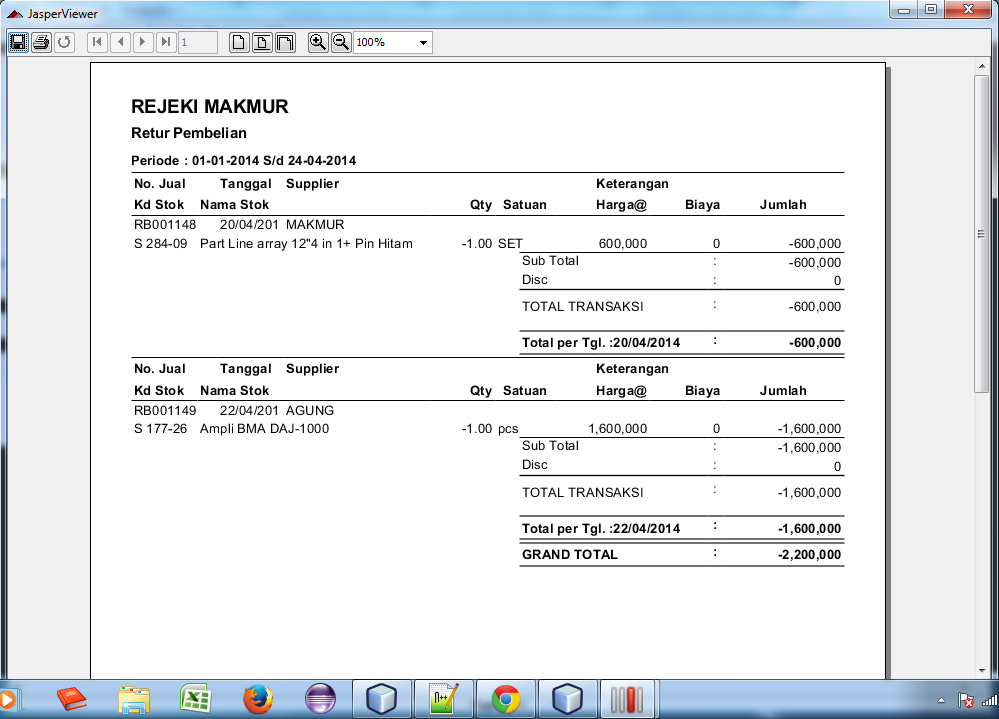 JasperViewer
1 100%
REJEKI MAKMUR
Retur Pembelian
Periode : 01-01-2014 S/d 24-04-2014
No. Jual Tanggal Supplier Keterangan
Kd Stok Nama Stok Qty Satuan Harga@ Biaya Jumlah
RB001148 20/04/201 MAKMUR
S 284-09 Part Line array 12"4 in 1+ Pin Hitam -1.00 SET 600,000 0 -600,000
Sub Total : -600,000
Disc : 0
TOTAL TRANSAKSI : -600,000
Total per Tgl. :20/04/2014 : -600,000
No. Jual Tanggal Supplier Keterangan
Kd Stok Nama Stok Qty Satuan Harga@ Biaya Jumlah
RB001149 22/04/201 AGUNG
S 177-26 Ampli BMA DAJ-1000 -1.00 pcs 1,600,000 0 -1,600,000
Sub Total : -1,600,000
Disc : 0
TOTAL TRANSAKSI : -1,600,000
Total per Tgl. :22/04/2014 : -1,600,000
GRAND TOTAL : -2,200,000